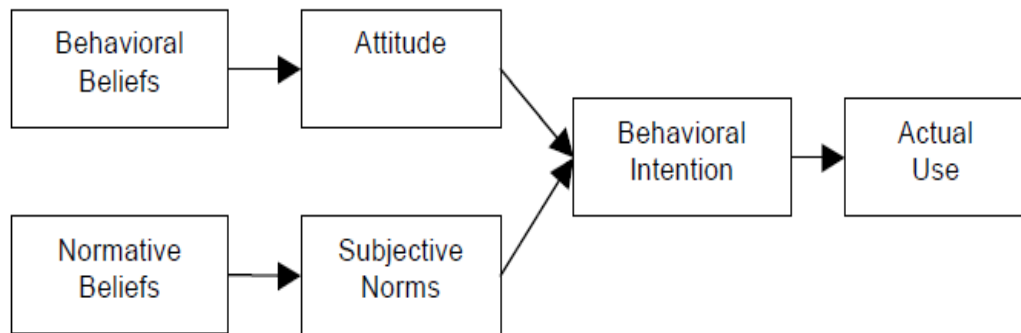 Behavioral
Beliefs
Attitude
Behavioral
Intention
Actual
Use
Normative
Beliefs
Subjective
Norms